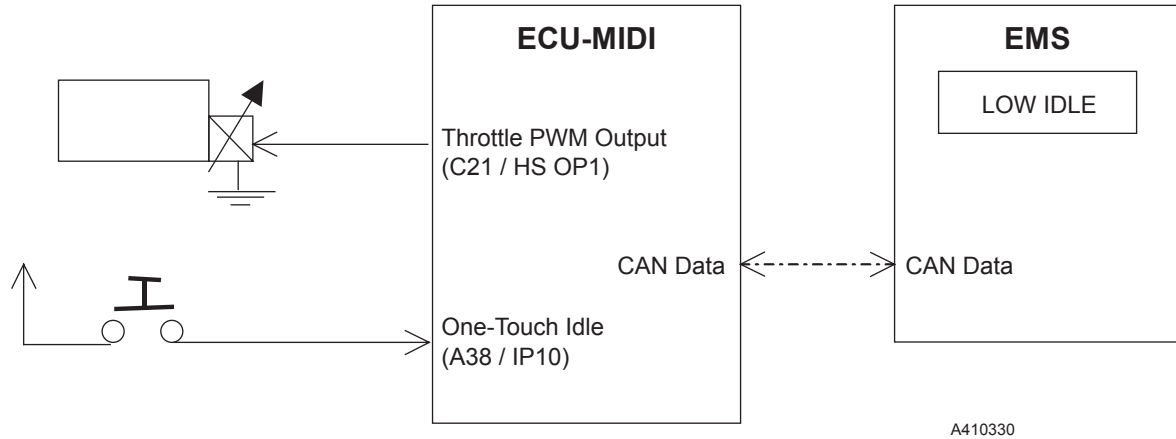 ECU-MIDI
EMS
LOW IDLE
Throttle PWM Output
(C21 / HS OP1)
CAN Data
CAN Data
One-Touch Idle
(A38 / IP10)
A410330